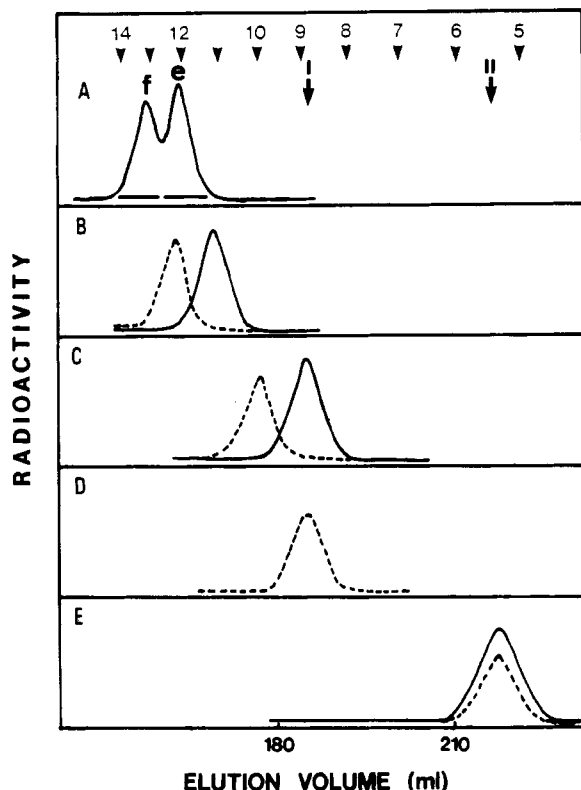 14 12 10 9 8 7 6 5
f e I II
A
B
C
D
E
RADIOACTIVITY
180 210
ELUTION VOLUME (ml)